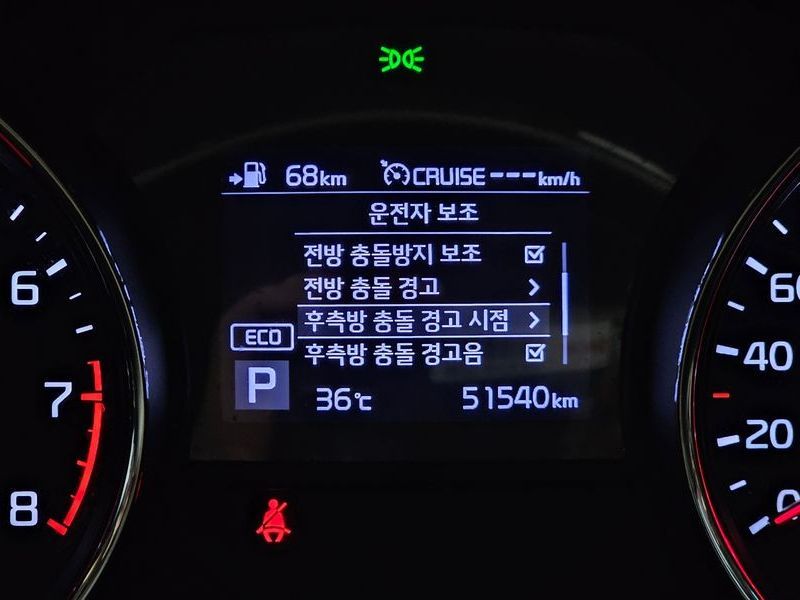 68km CRUISE---km/h
운전자 보조
전방 충돌방지 보조
전방 충돌 경고
후측방 충돌 경고 시점
후측방 충돌 경고음
ECO
P
36℃ 51540km
6
7
8
60
40
20
0